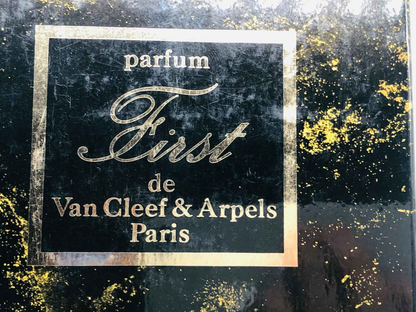 parfum
First
de
Van Cleef & Arpels
Paris